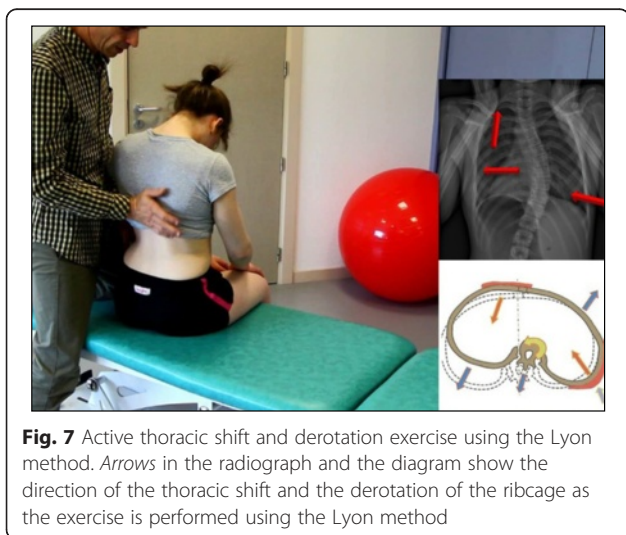 Fig. 7 Active thoracic shift and derotation exercise using the Lyon
method. Arrows in the radiograph and the diagram show the
direction of the thoracic shift and the derotation of the ribcage as
the exercise is performed using the Lyon method